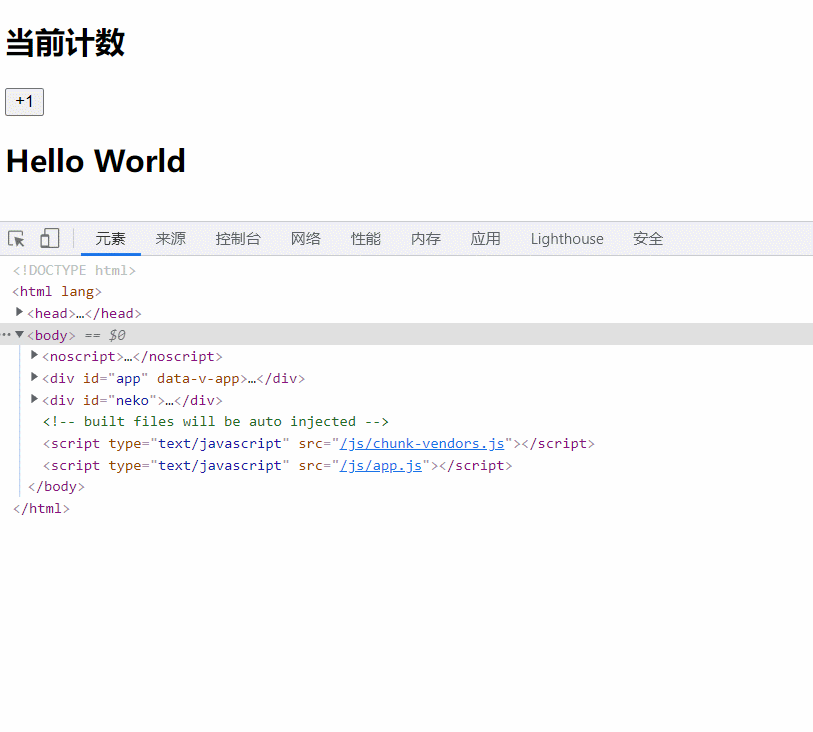 当前计数
+1
Hello World
元素 来源 控制台 网络 性能 内存 应用 Lighthouse 安全
<!DOCTYPE html>
<html lang>
<head>…</head>
<body> == $0
<noscript>…</noscript>
<div id="app" data-v-app>…</div>
<div id="neko">…</div>
<!-- built files will be auto injected -->
<script type="text/javascript" src="/js/chunk-vendors.js"></script>
<script type="text/javascript" src="/js/app.js"></script>
</body>
</html>